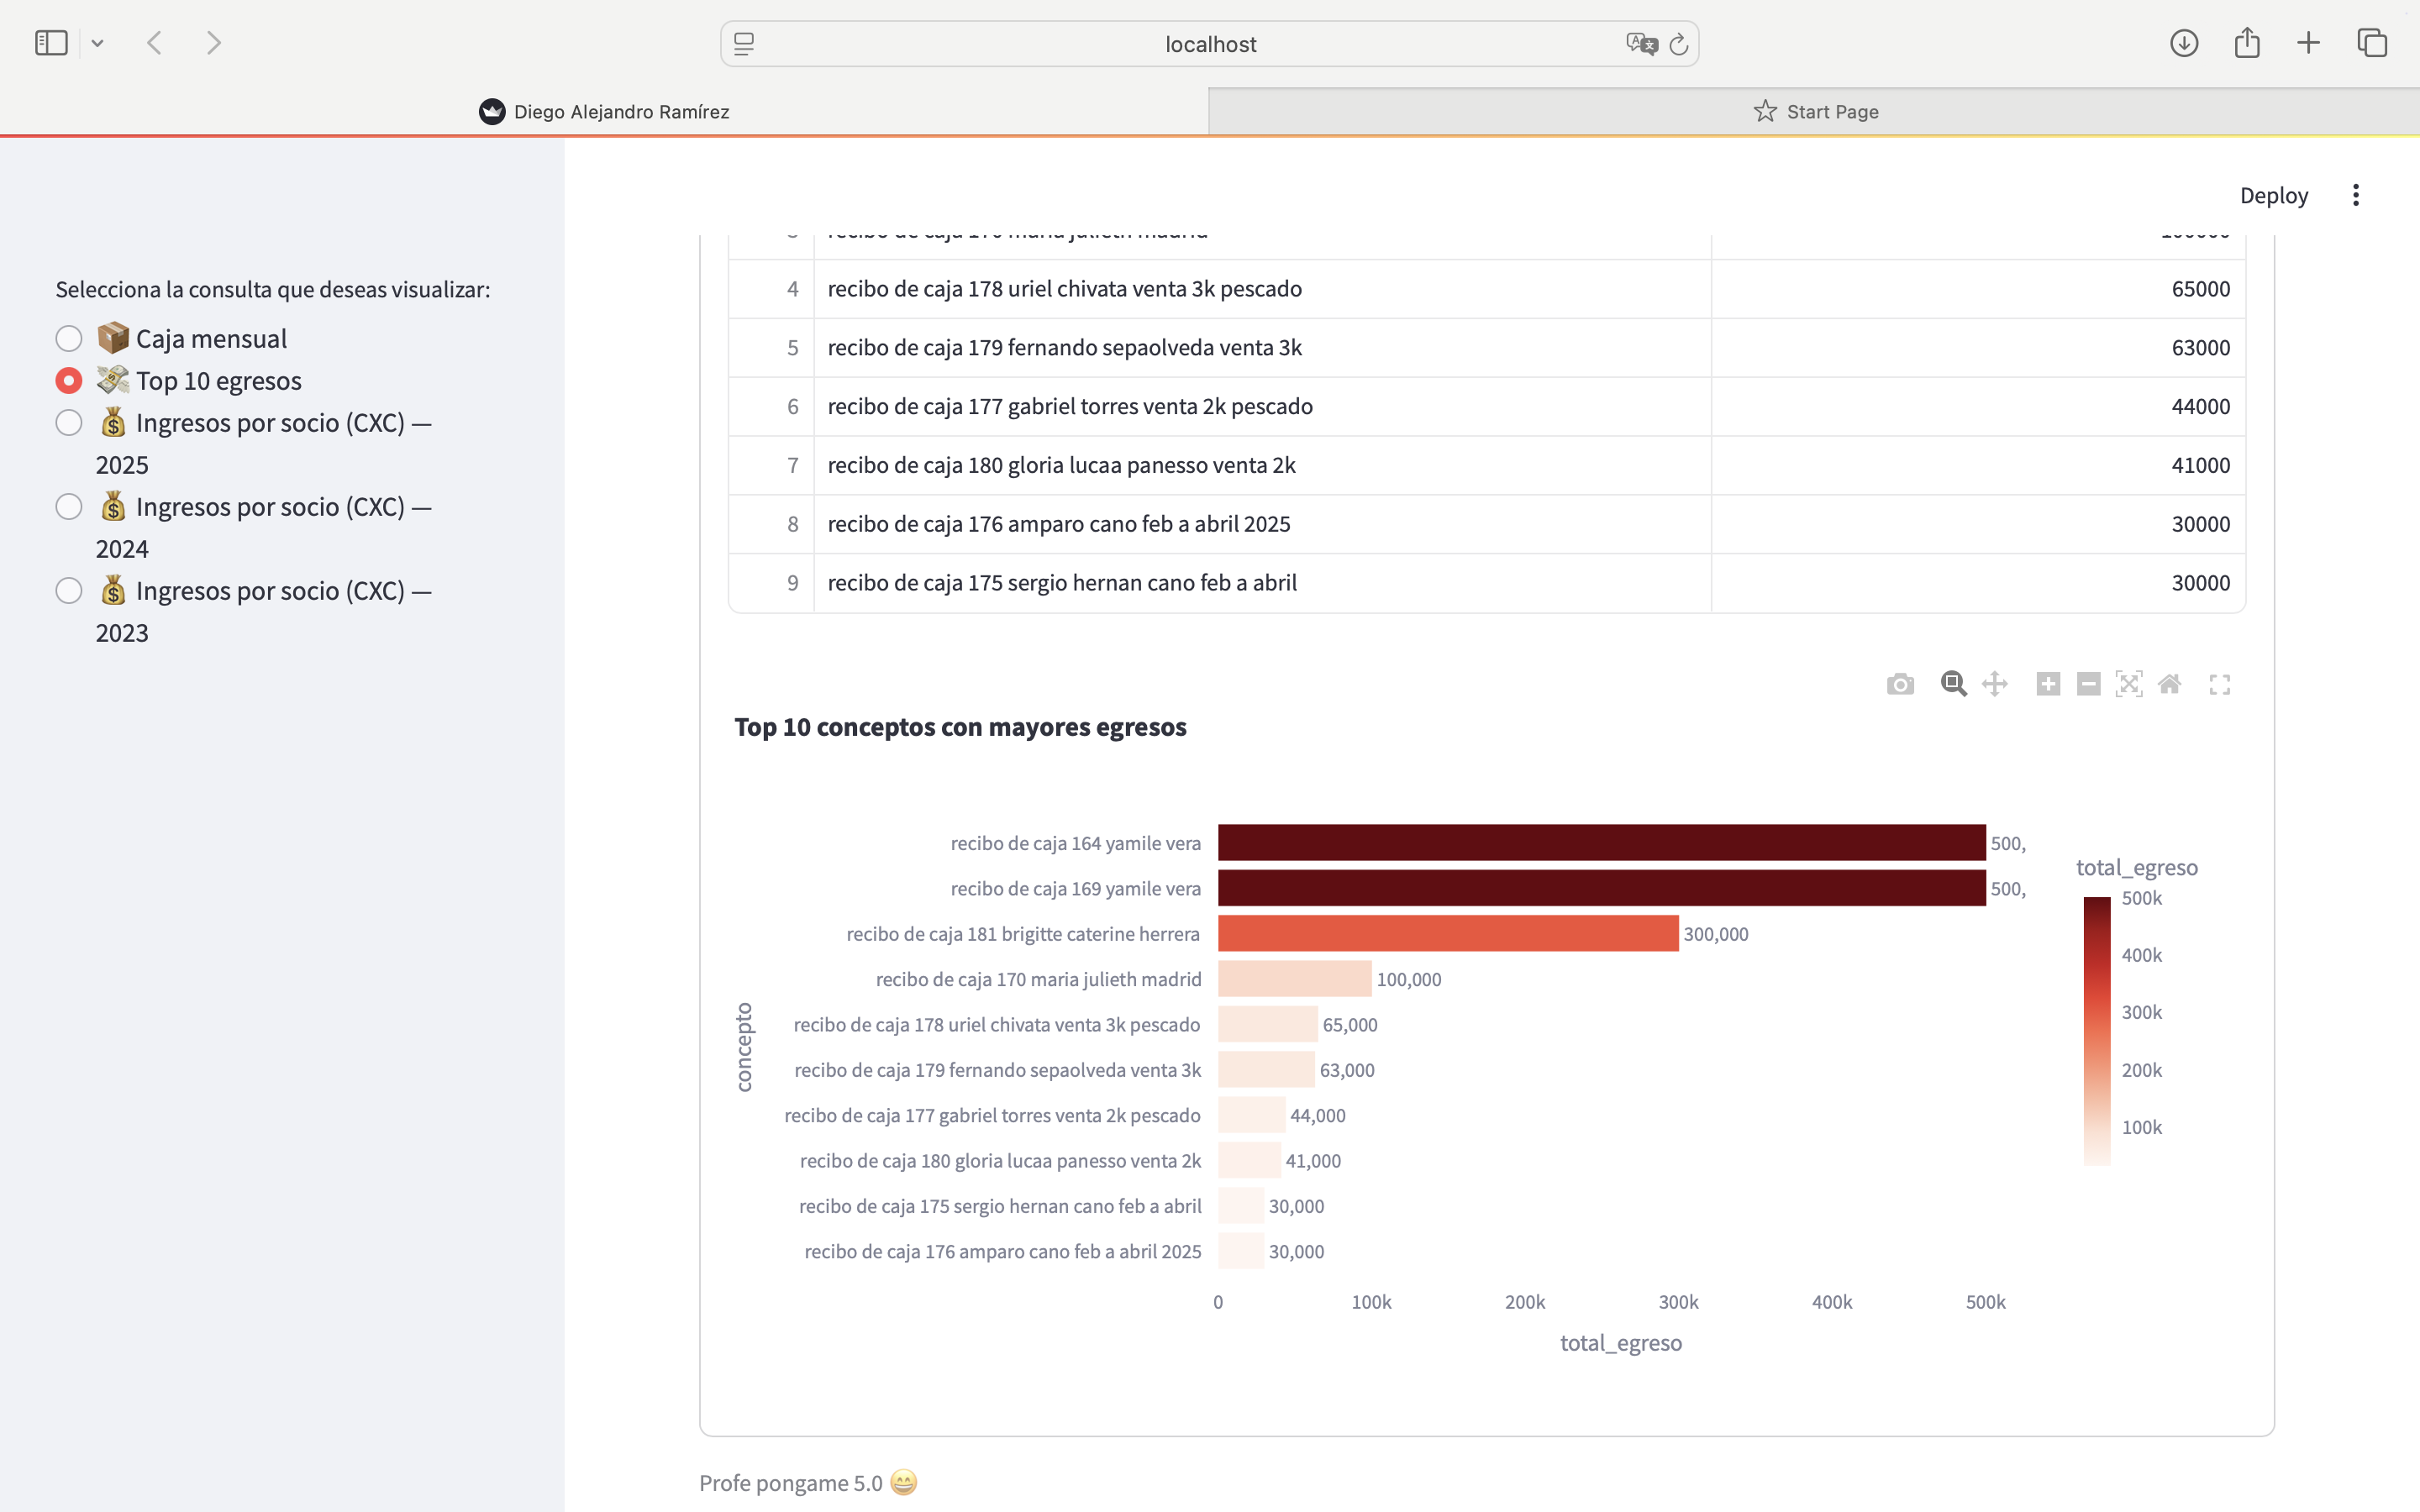 localhost
Diego Alejandro Ramírez
Start Page
Deploy
Selecciona la consulta que deseas visualizar:
📦 Caja mensual
💸 Top 10 egresos
💰 Ingresos por socio (CXC) —
2025
💰 Ingresos por socio (CXC) —
2024
💰 Ingresos por socio (CXC) —
2023
3 recibo de caja 170 maria julieth madrid 100000
4 recibo de caja 178 uriel chivata venta 3k pescado 65000
5 recibo de caja 179 fernando sepaolveda venta 3k 63000
6 recibo de caja 177 gabriel torres venta 2k pescado 44000
7 recibo de caja 180 gloria lucaa panesso venta 2k 41000
8 recibo de caja 176 amparo cano feb a abril 2025 30000
9 recibo de caja 175 sergio hernan cano feb a abril 30000
Top 10 conceptos con mayores egresos
recibo de caja 164 yamile vera 500,
recibo de caja 169 yamile vera 500,
recibo de caja 181 brigitte caterine herrera 300,000
recibo de caja 170 maria julieth madrid 100,000
recibo de caja 178 uriel chivata venta 3k pescado 65,000
recibo de caja 179 fernando sepaolveda venta 3k 63,000
recibo de caja 177 gabriel torres venta 2k pescado 44,000
recibo de caja 180 gloria lucaa panesso venta 2k 41,000
recibo de caja 175 sergio hernan cano feb a abril 30,000
recibo de caja 176 amparo cano feb a abril 2025 30,000
concepto
0 100k 200k 300k 400k 500k
total_egreso
total_egreso
500k
400k
300k
200k
100k
Profe pongame 5.0 😄